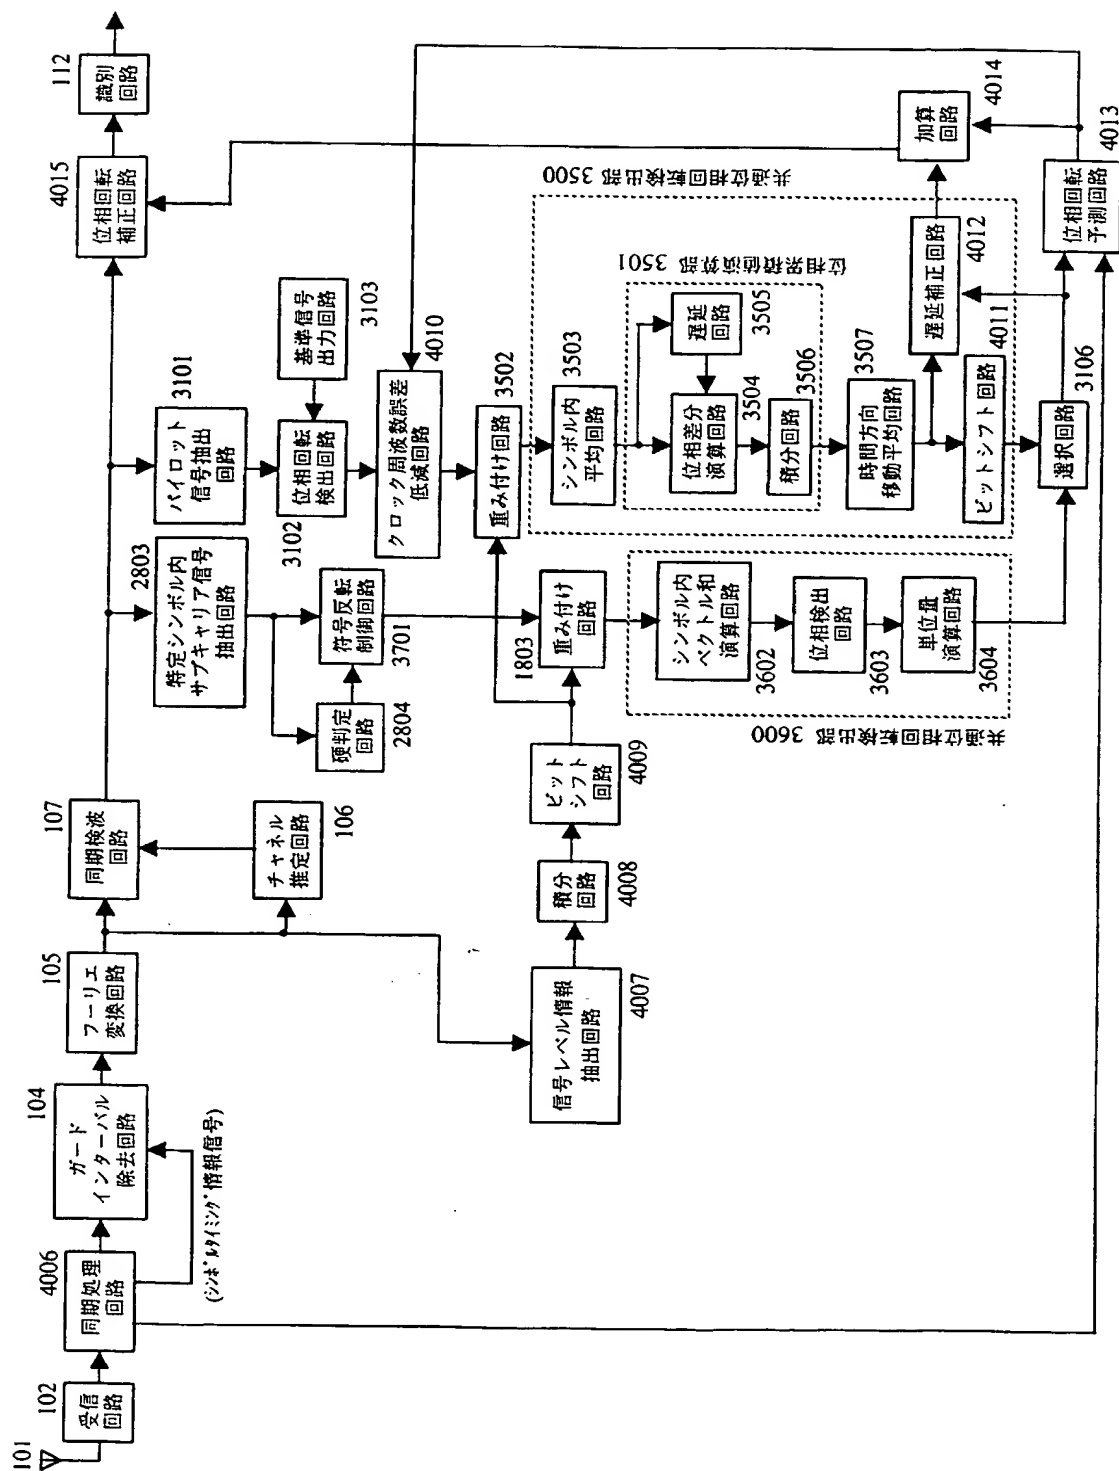 101
102
受信
回路
4006
同期処理
回路
(シンボルタイミング情報信号)
104
ガード
インターバル
除去回路
105
フーリエ
変換回路
107
同期検波
回路
106
チャネル
推定回路
4007
信号レベル情報
抽出回路
4008
積分
回路
4009
ビット
シフト
回路
2803
特定シンボル内
サブキャリア信号
抽出回路
2804
硬判定
回路
3701
符号反転
制御回路
1803
重み付け
回路
共通位相回転検出部 3600
3602
シンボル内
ベクトル和
演算回路
3603
位相検出
回路
3604
単位量
演算回路
3101
パイロット
信号抽出
回路
3102
位相回転
検出回路
3103
基準信号
出力回路
4010
クロック周波数誤差
低減回路
3502
重み付け回路
共通位相回転検出部 3500
3503
シンボル内
平均回路
位相累積値演算部 3501
3505
遅延
回路
3504
位相差分
演算回路
3506
積分回路
3507
時間方向
移動平均回路
4011
ビットシフト回路
4012
遅延補正回路
3106
選択回路
4013
位相回転
予測回路
4014
加算
回路
4015
位相回転
補正回路
112
識別
回路